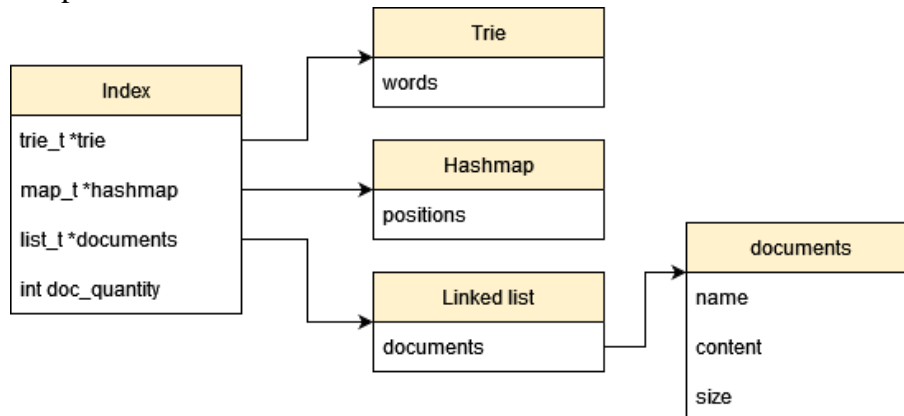 Index
trie_t *trie
map_t *hashmap
list_t *documents
int doc_quantity
Trie
words
Hashmap
positions
Linked list
documents
documents
name
content
size